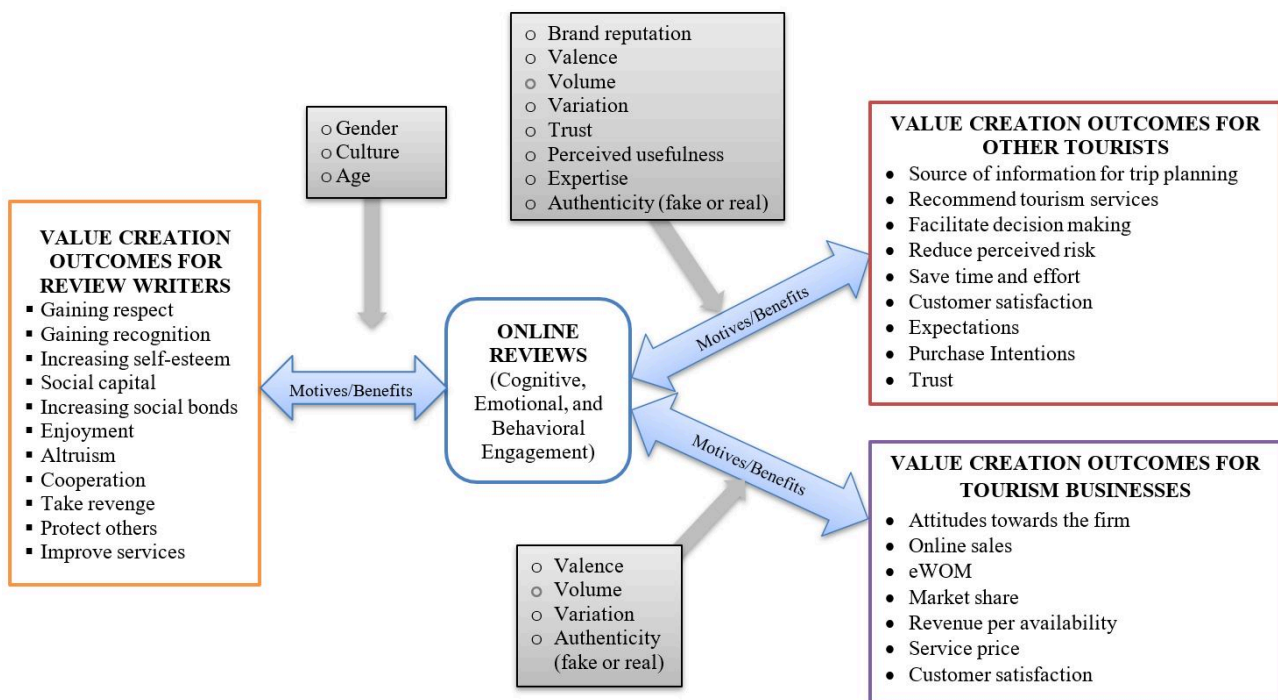 ○ Brand reputation
○ Valence
○ Volume
○ Variation
○ Trust
○ Perceived usefulness
○ Expertise
○ Authenticity (fake or real)
○ Gender
○ Culture
○ Age
VALUE CREATION
OUTCOMES FOR
REVIEW WRITERS
▪ Gaining respect
▪ Gaining recognition
▪ Increasing self-esteem
▪ Social capital
▪ Increasing social bonds
▪ Enjoyment
▪ Altruism
▪ Cooperation
▪ Take revenge
▪ Protect others
▪ Improve services
Motives/Benefits
ONLINE
REVIEWS
(Cognitive,
Emotional, and
Behavioral
Engagement)
Motives/Benefits
Motives/Benefits
VALUE CREATION OUTCOMES FOR
OTHER TOURISTS
• Source of information for trip planning
• Recommend tourism services
• Facilitate decision making
• Reduce perceived risk
• Save time and effort
• Customer satisfaction
• Expectations
• Purchase Intentions
• Trust
VALUE CREATION OUTCOMES FOR
TOURISM BUSINESSES
• Attitudes towards the firm
• Online sales
• eWOM
• Market share
• Revenue per availability
• Service price
• Customer satisfaction
○ Valence
○ Volume
○ Variation
○ Authenticity
(fake or real)